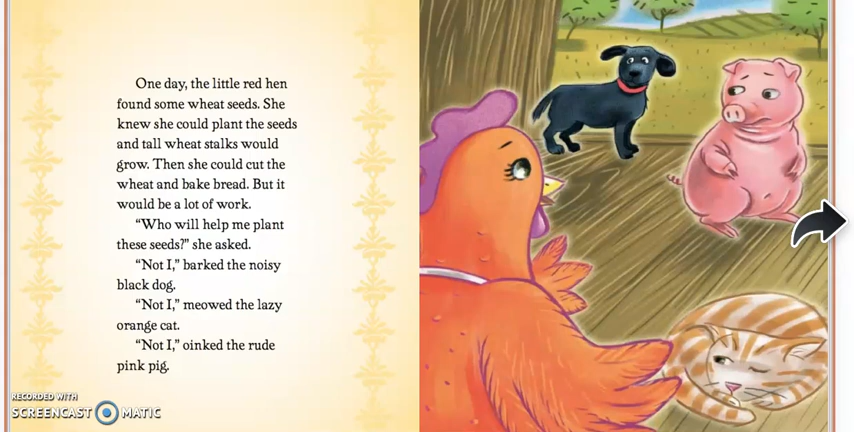 One day, the little red hen
found some wheat seeds. She
knew she could plant the seeds
and tall wheat stalks would
grow. Then she could cut the
wheat and bake bread. But it
would be a lot of work.
“Who will help me plant
these seeds?” she asked.
“Not I,” barked the noisy
black dog.
“Not I,” meowed the lazy
orange cat.
“Not I,” oinked the rude
pink pig.
RECORDED WITH
SCREENCAST MATIC